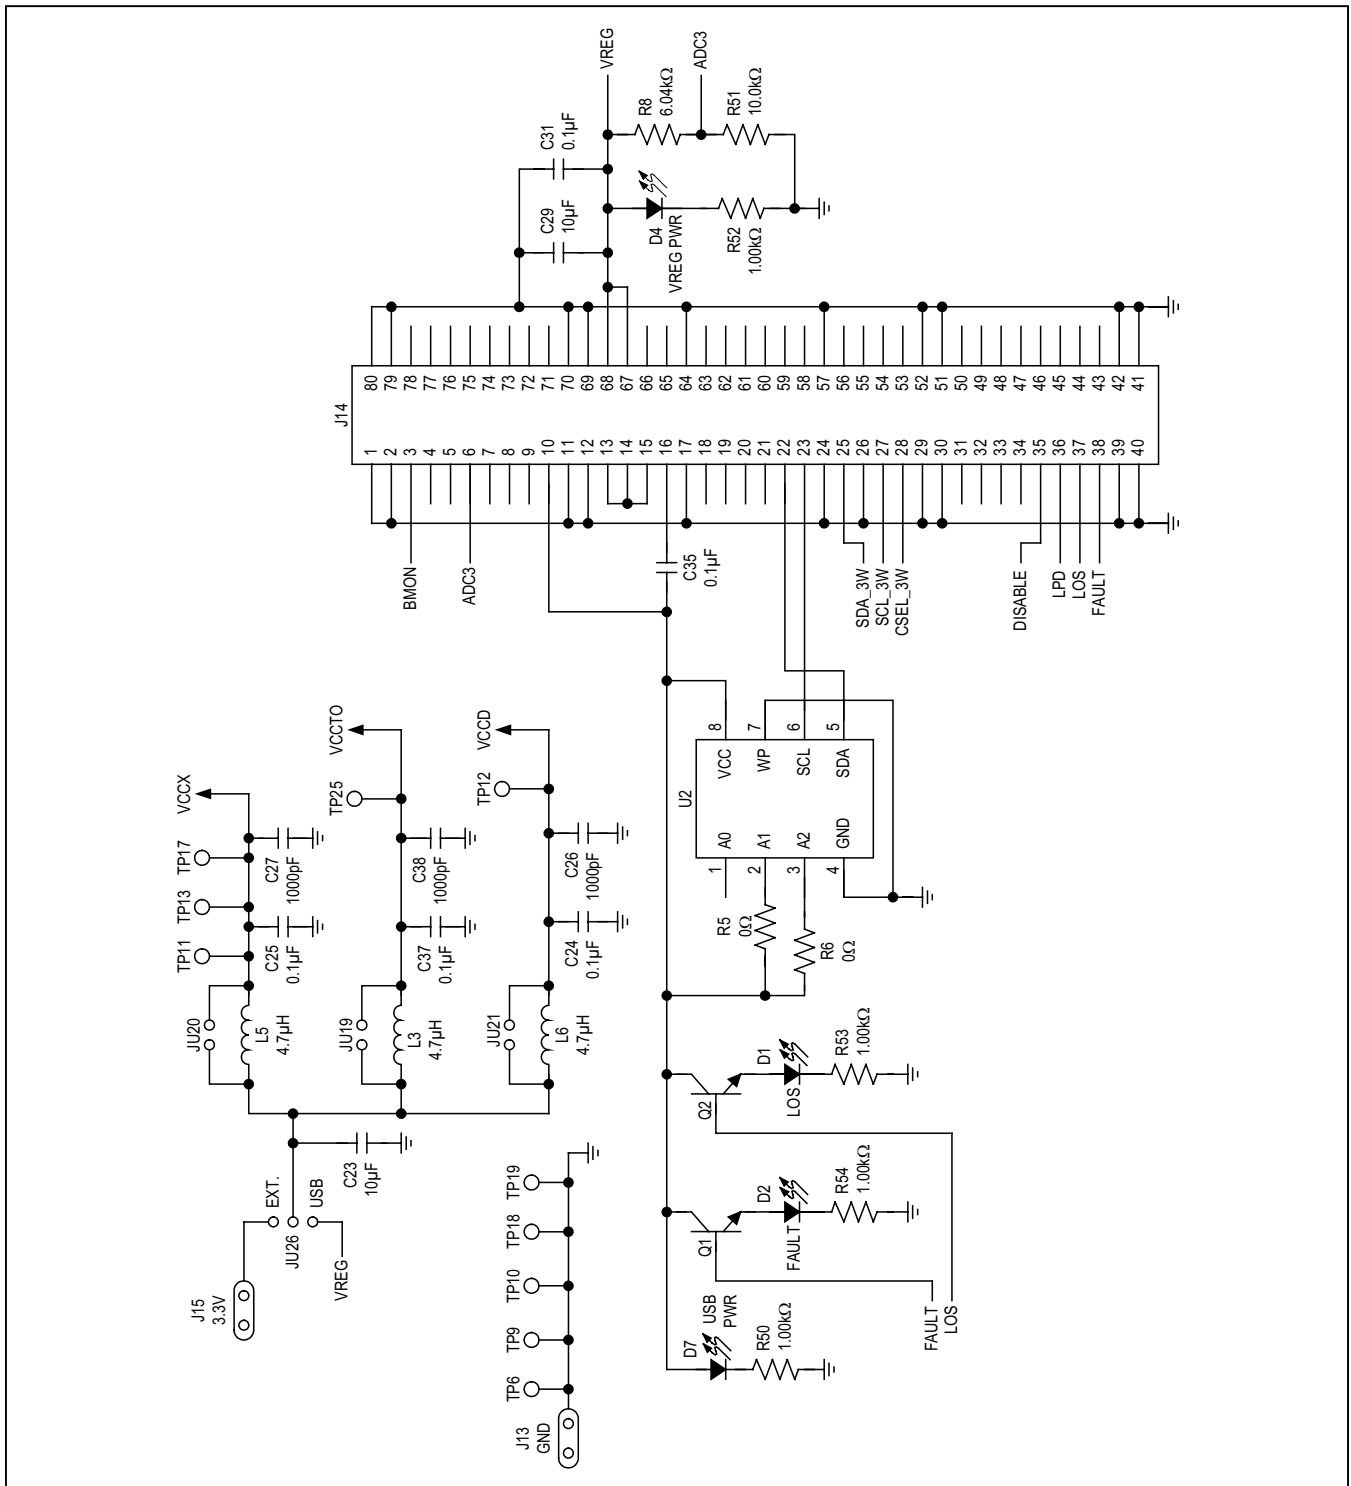 VREG
ADC3
R8
6.04kΩ
R51
10.0kΩ
C31
0.1µF
C29
10µF
D4
VREG PWR
R52
1.00kΩ
J14
80
79
78
77
76
75
74
73
72
71
70
69
68
67
66
65
64
63
62
61
60
59
58
57
56
55
54
53
52
51
50
49
48
47
46
45
44
43
42
41
1
2
3
4
5
6
7
8
9
10
11
12
13
14
15
16
17
18
19
20
21
22
23
24
25
26
27
28
29
30
31
32
33
34
35
36
37
38
39
40
BMON
ADC3
C35
0.1µF
SDA_3W
SCL_3W
CSEL_3W
DISABLE
LPD
LOS
FAULT
VCCX
TP17
TP13
TP11
C27
1000pF
C25
0.1µF
JU20
L5
4.7µH
VCCTO
TP25
C38
1000pF
C37
0.1µF
JU19
L3
4.7µH
VCCD
TP12
C26
1000pF
C24
0.1µF
JU21
L6
4.7µH
C23
10µF
EXT.
JU26
USB
VREG
J15
3.3V
TP19
TP18
TP10
TP9
TP6
J13
GND
U2
8
7
6
5
VCC
WP
SCL
SDA
A0
A1
A2
GND
1
2
3
4
R5
0Ω
R6
0Ω
Q2
D1
LOS
R53
1.00kΩ
Q1
D2
FAULT
R54
1.00kΩ
D7
USB
PWR
R50
1.00kΩ
FAULT
LOS